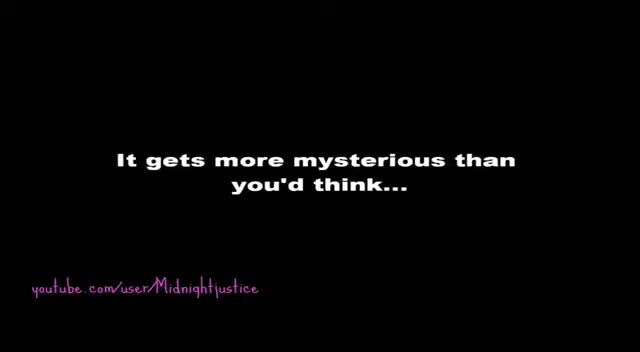 It gets more mysterious than
you'd think...
youtube.com/user/Midnightjustice